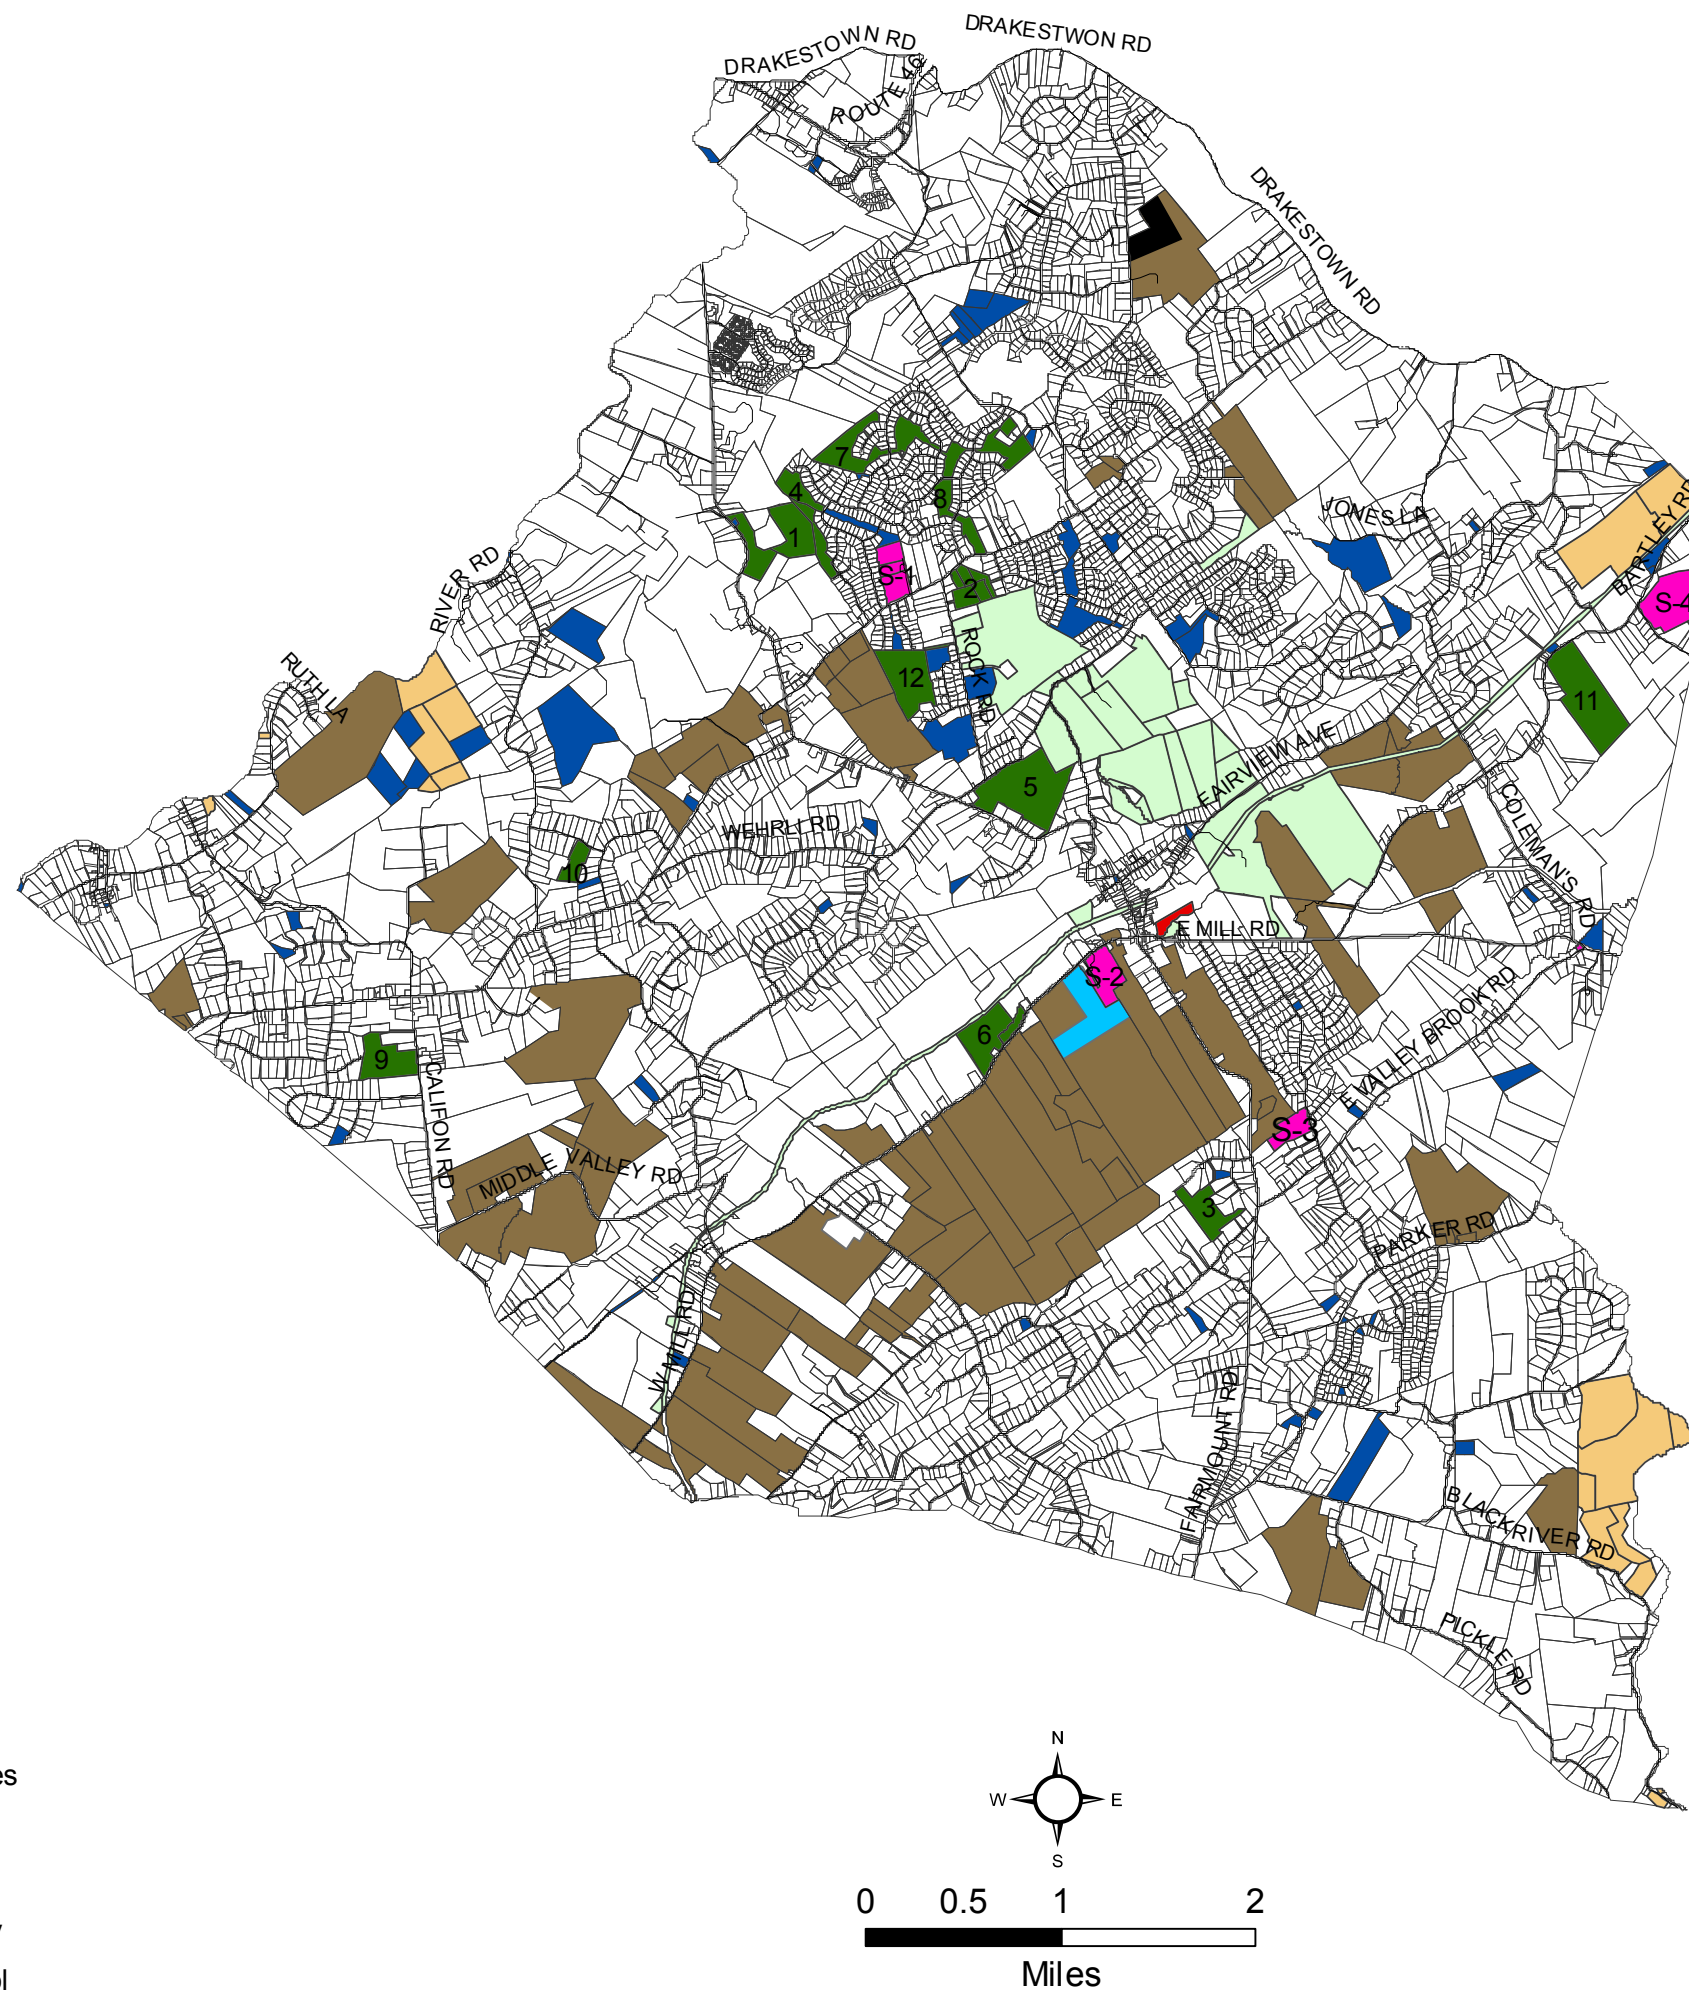 DRAKESTWON RD
DRAKESTOWN RD
ROUTE 46
DRAKESTOWN RD
7
4
8
1
JONES LA
BARTLEY RD
S-1
2
S-4
RIVER RD
RUTH LA
ROCK RD
12
11
5
FAIRVIEW AVE
WEHRLI RD
COLEMAN'S RD
10
E MILL RD
S-2
6
E VALLEY BROOK RD
9
CALIFON RD
S-3
MIDDLE VALLEY RD
3
PARKER RD
W MILL RD
FAIRMOUNT RD
BLACKRIVER RD
PICKLE RD
N
W E
S
es
0 0.5 1 2
Miles
ol